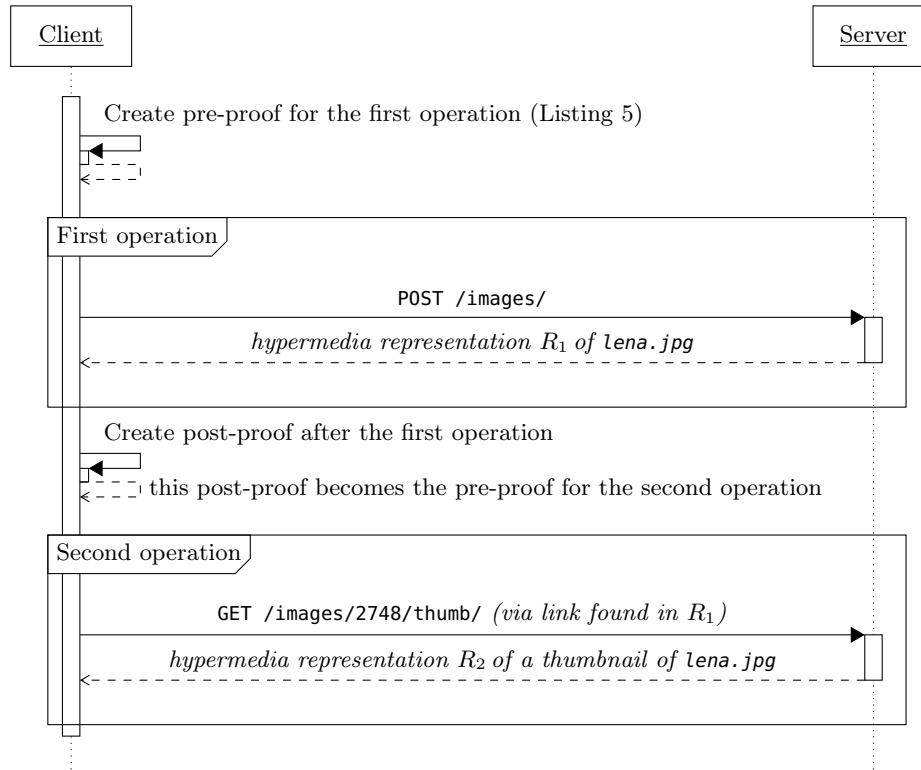 Client
Server
Create pre-proof for the first operation (Listing 5)
First operation
POST /images/
hypermedia representation R₁ of lena.jpg
Create post-proof after the first operation
this post-proof becomes the pre-proof for the second operation
Second operation
GET /images/2748/thumb/ (via link found in R₁)
hypermedia representation R₂ of a thumbnail of lena.jpg